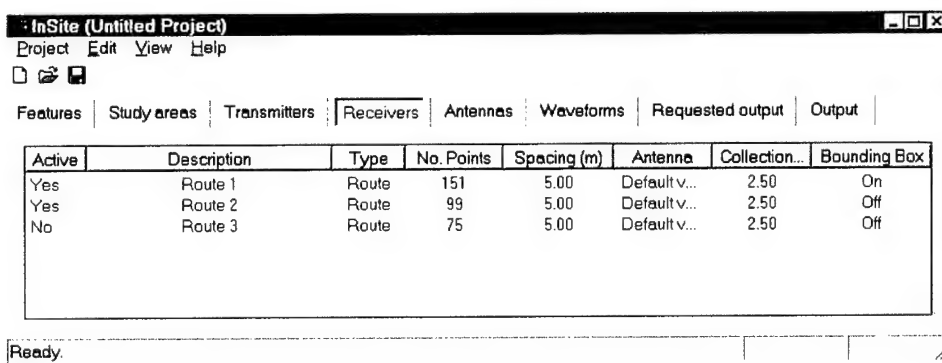 InSite (Untitled Project)
Project Edit View Help
Features Study areas Transmitters Receivers Antennas Waveforms Requested output Output
Active Description Type No. Points Spacing (m) Antenna Collection... Bounding Box
Yes Route 1 Route 151 5.00 Default v... 2.50 On
Yes Route 2 Route 99 5.00 Default v... 2.50 Off
No Route 3 Route 75 5.00 Default v... 2.50 Off
Ready.